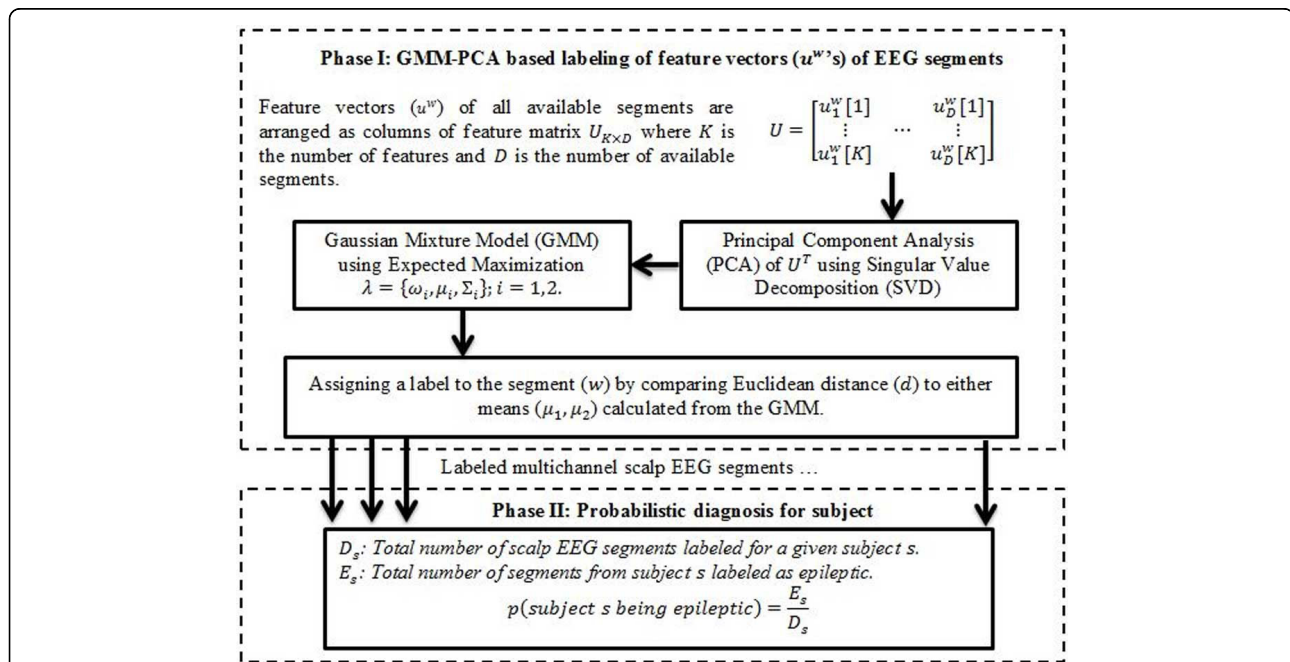 Phase I: GMM-PCA based labeling of feature vectors (u^w's) of EEG segments
Feature vectors (u^w) of all available segments are
arranged as columns of feature matrix U_{K×D} where K is
the number of features and D is the number of available
segments.
U = [u_1^w[1] u_D^w[1]
⋮ ⋯ ⋮
u_1^w[K] u_D^w[K]]
Gaussian Mixture Model (GMM)
using Expected Maximization
λ = {ω_i, μ_i, Σ_i}; i = 1,2.
Principal Component Analysis
(PCA) of U^T using Singular Value
Decomposition (SVD)
Assigning a label to the segment (w) by comparing Euclidean distance (d) to either
means (μ_1, μ_2) calculated from the GMM.
Labeled multichannel scalp EEG segments …
Phase II: Probabilistic diagnosis for subject
D_s: Total number of scalp EEG segments labeled for a given subject s.
E_s: Total number of segments from subject s labeled as epileptic.
p(subject s being epileptic) = E_s / D_s